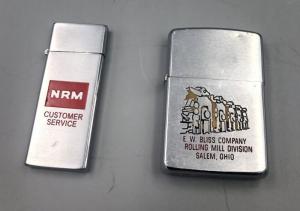 NRM
CUSTOMER
SERVICE
E. W. BLISS COMPANY
ROLLING MILL DIVISION
SALEM, OHIO